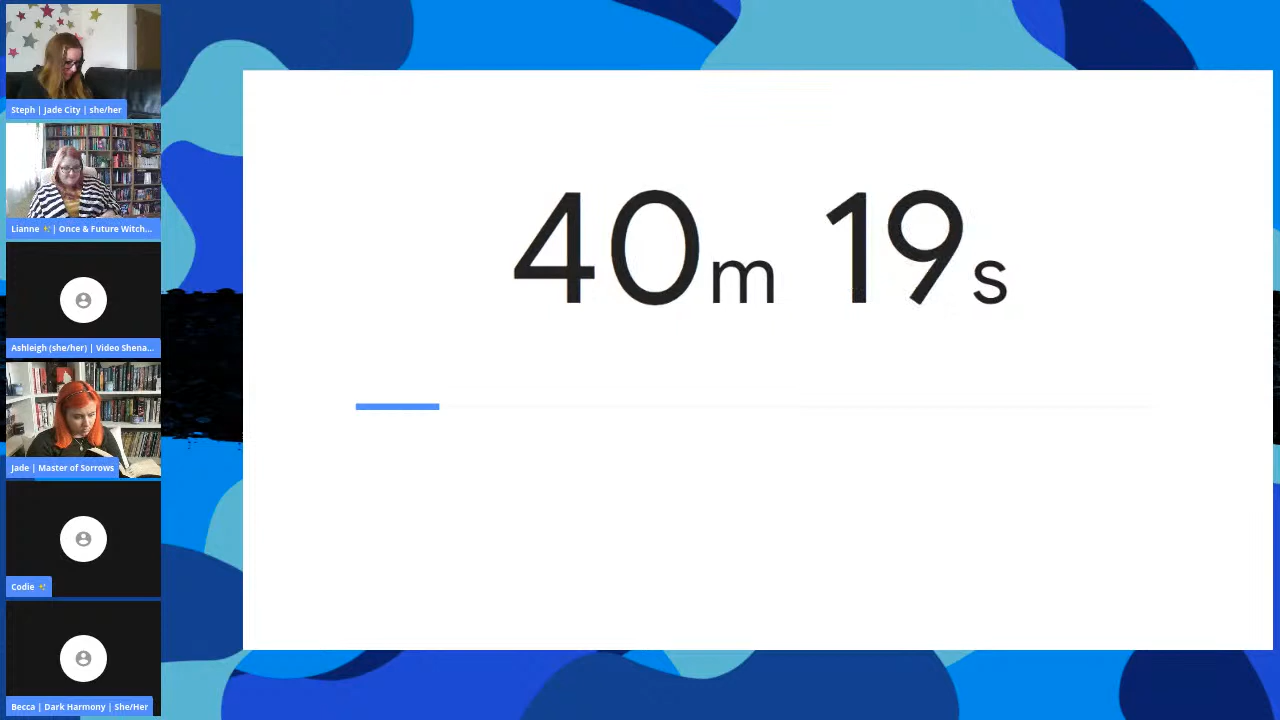 Steph | Jade City | she/her
Lianne ✨ | Once & Future Witch...
Ashleigh (she/her) | Video Shena...
Jade | Master of Sorrows
Codie ✨
Becca | Dark Harmony | She/Her
40m 19s